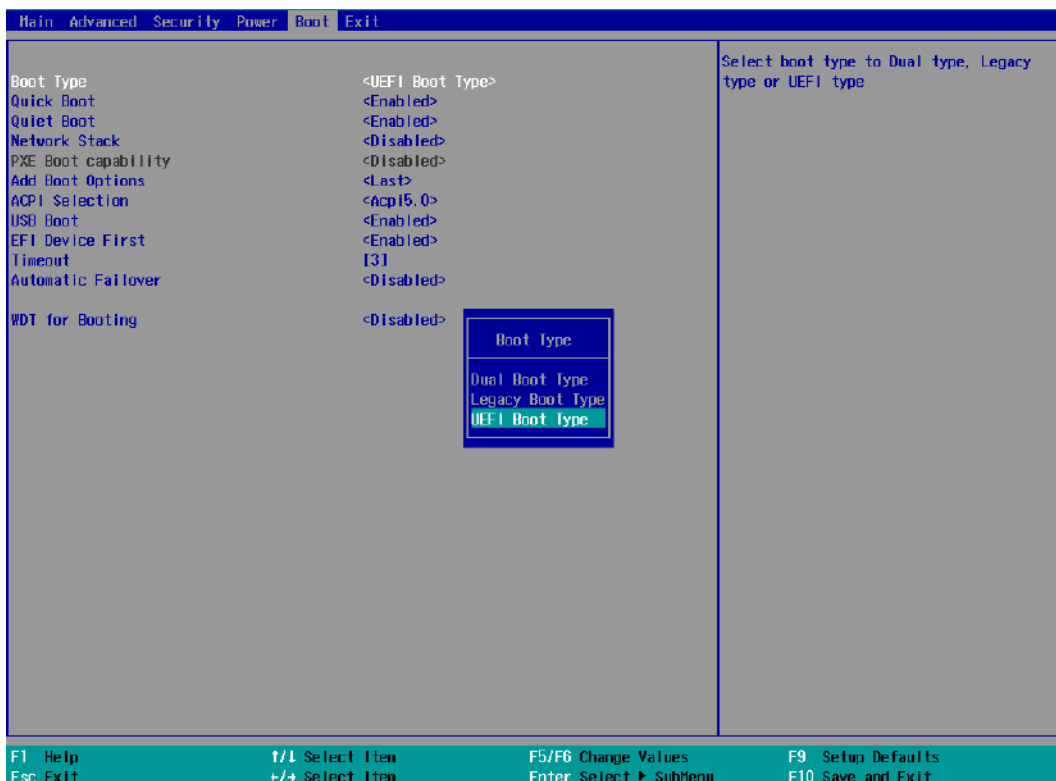 Main Advanced Security Power Boot Exit
Boot Type <UEFI Boot Type>
Quick Boot <Enabled>
Quiet Boot <Enabled>
Network Stack <Disabled>
PXE Boot capability <Disabled>
Add Boot Options <Last>
ACPI Selection <Acpi5.0>
USB Boot <Enabled>
EFI Device First <Enabled>
Timeout [3]
Automatic Failover <Disabled>
WDT for Booting <Disabled>
Select boot type to Dual type, Legacy
type or UEFI type
Boot Type
Dual Boot Type
Legacy Boot Type
UEFI Boot Type
F1 Help ↑/↓ Select Item F5/F6 Change Values F9 Setup Defaults
Esc Exit ←/→ Select Item Enter Select ▶ SubMenu F10 Save and Exit